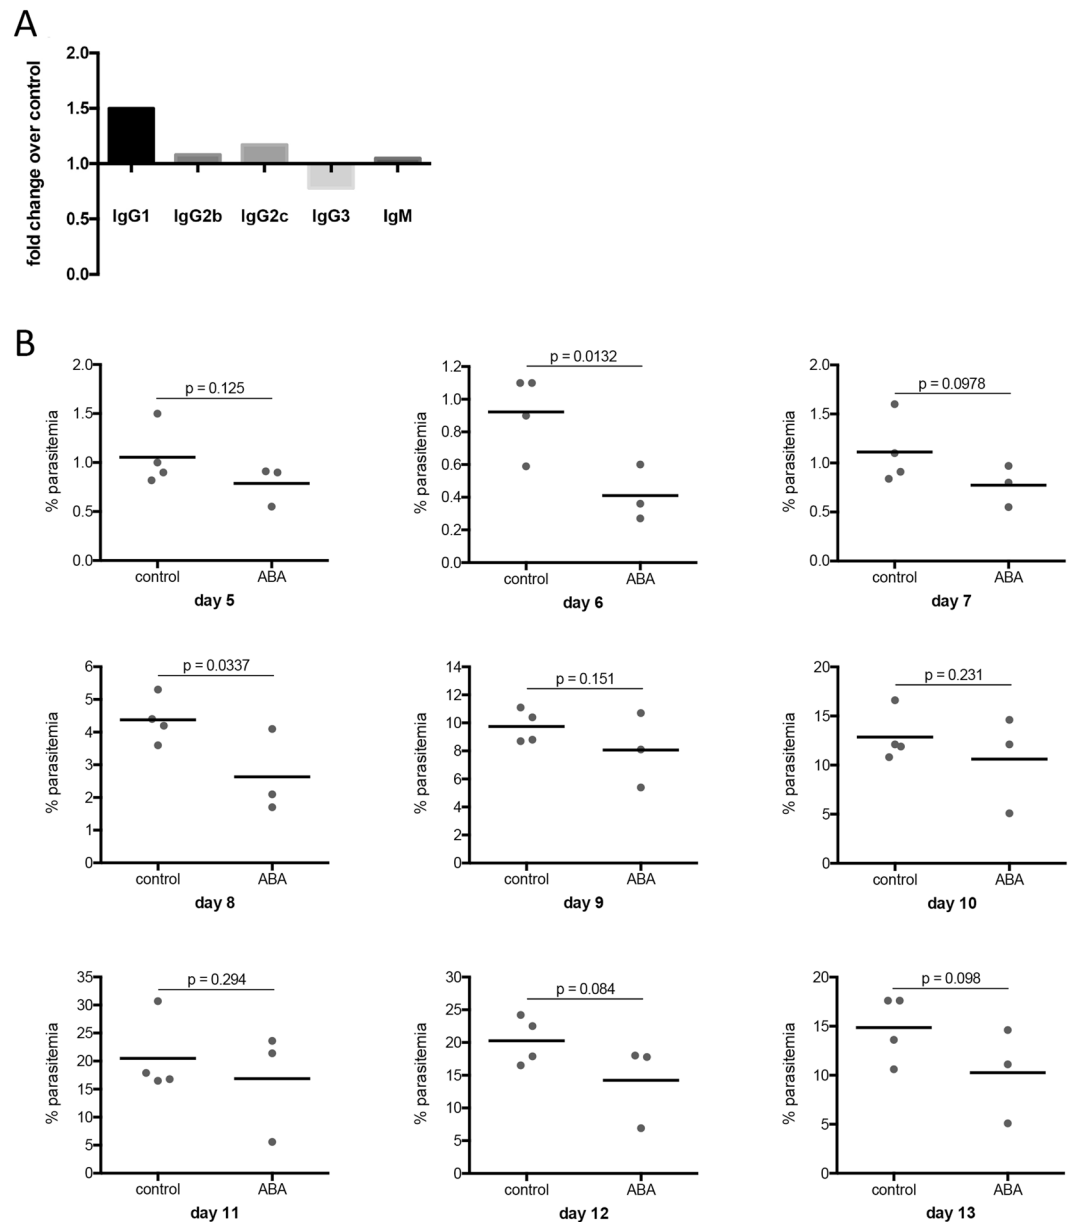 A
fold change over control
2.0
1.5
1.0
0.5
0.0
IgG1 IgG2b IgG2c IgG3 IgM
B
% parasitemia
2.0
1.5
1.0
0.5
0.0
p = 0.125
control ABA
day 5
% parasitemia
1.2
1.0
0.8
0.6
0.4
0.2
0.0
p = 0.0132
control ABA
day 6
% parasitemia
2.0
1.5
1.0
0.5
0.0
p = 0.0978
control ABA
day 7
% parasitemia
6
5
4
3
2
1
0
p = 0.0337
control ABA
day 8
% parasitemia
14
12
10
8
6
4
2
0
p = 0.151
control ABA
day 9
% parasitemia
20
15
10
5
0
p = 0.231
control ABA
day 10
% parasitemia
35
30
25
20
15
10
5
0
p = 0.294
control ABA
day 11
% parasitemia
30
25
20
15
10
5
0
p = 0.084
control ABA
day 12
% parasitemia
20
15
10
5
0
p = 0.098
control ABA
day 13